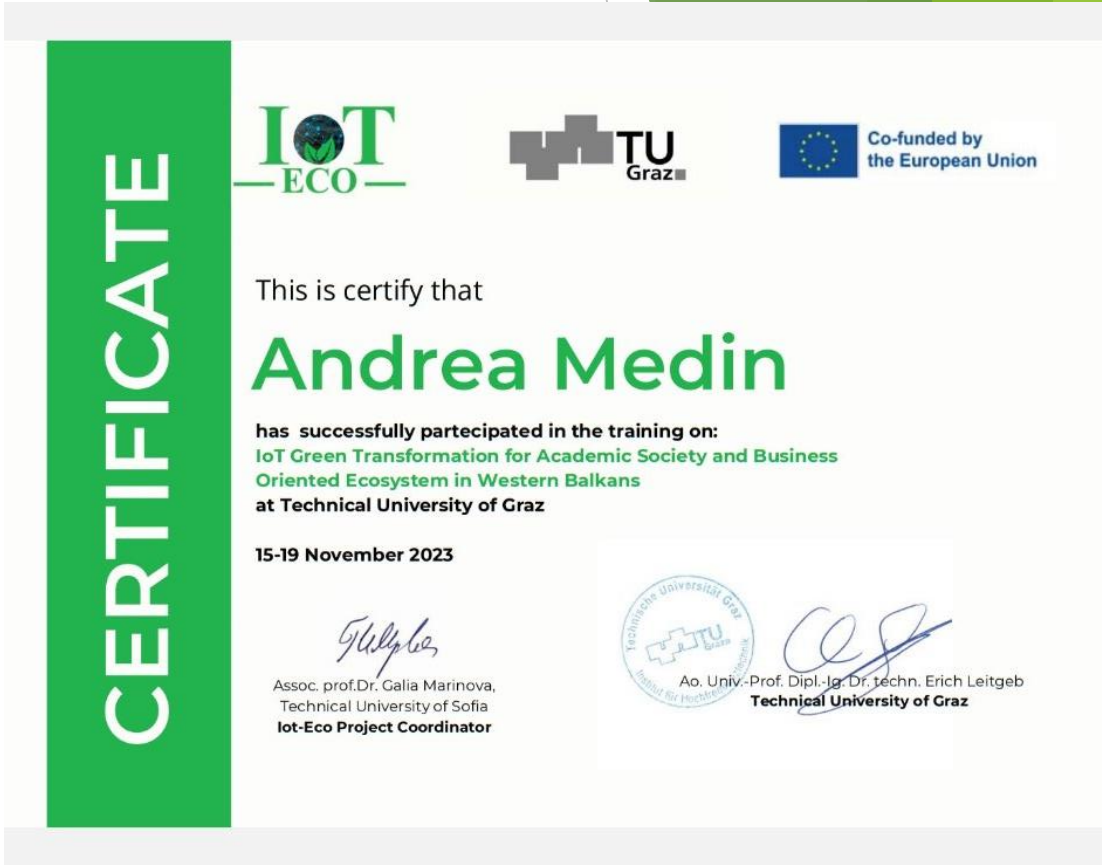 CERTIFICATE
IoT
ECO
TU
Graz
Co-funded by
the European Union
This is certify that
Andrea Medin
has successfully partecipated in the training on:
IoT Green Transformation for Academic Society and Business
Oriented Ecosystem in Western Balkans
at Technical University of Graz
15-19 November 2023
Assoc. prof.Dr. Galia Marinova,
Technical University of Sofia
Iot-Eco Project Coordinator
Technische Universität Graz
TU
Graz
Institut für Hochfrequenztechnik
Ao. Univ.-Prof. Dipl.-Ig. Dr. techn. Erich Leitgeb
Technical University of Graz